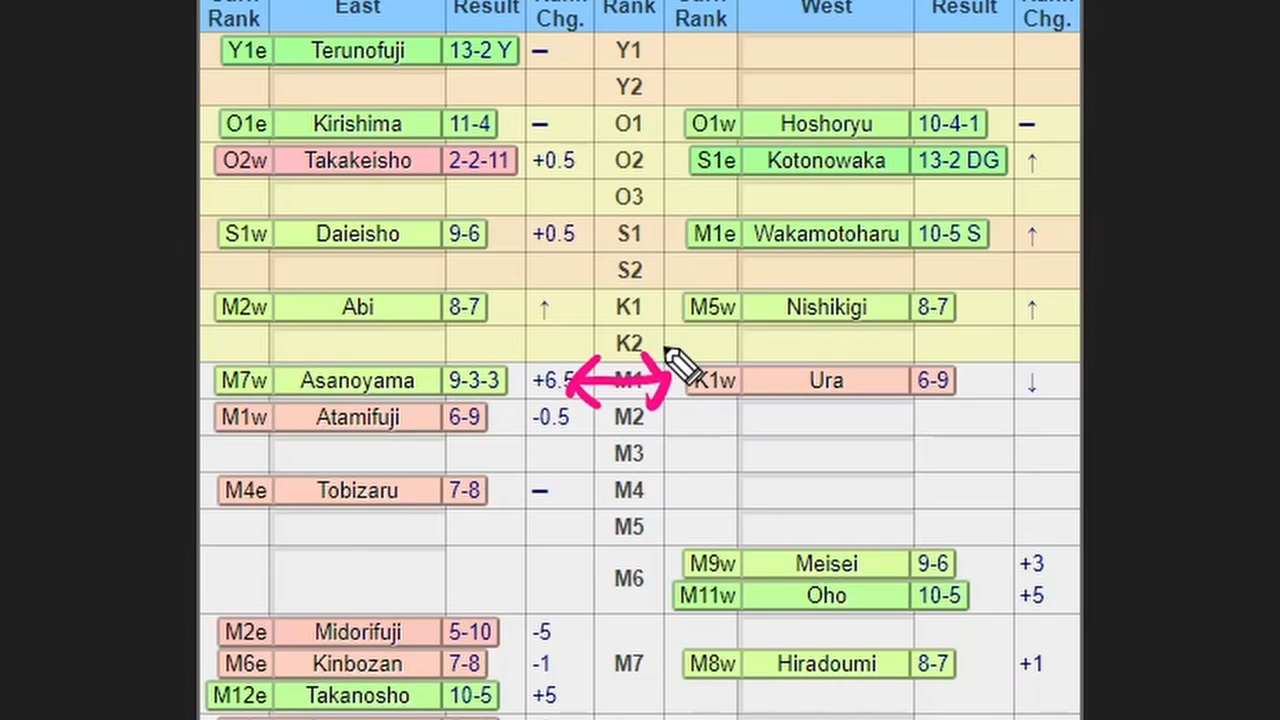 Rank East Result Chg. Rank Rank West Result Chg.
Y1e Terunofuji 13-2 Y – Y1
Y2
O1e Kirishima 11-4 – O1 O1w Hoshoryu 10-4-1 –
O2w Takakeisho 2-2-11 +0.5 O2 S1e Kotonowaka 13-2 DG ↑
O3
S1w Daieisho 9-6 +0.5 S1 M1e Wakamotoharu 10-5 S ↑
S2
M2w Abi 8-7 ↑ K1 M5w Nishikigi 8-7 ↑
K2
M7w Asanoyama 9-3-3 +6.5 M1 K1w Ura 6-9 ↓
M1w Atamifuji 6-9 -0.5 M2
M3
M4e Tobizaru 7-8 – M4
M5
M6 M9w Meisei 9-6 +3
M11w Oho 10-5 +5
M2e Midorifuji 5-10 -5
M6e Kinbozan 7-8 -1 M7 M8w Hiradoumi 8-7 +1
M12e Takanosho 10-5 +5